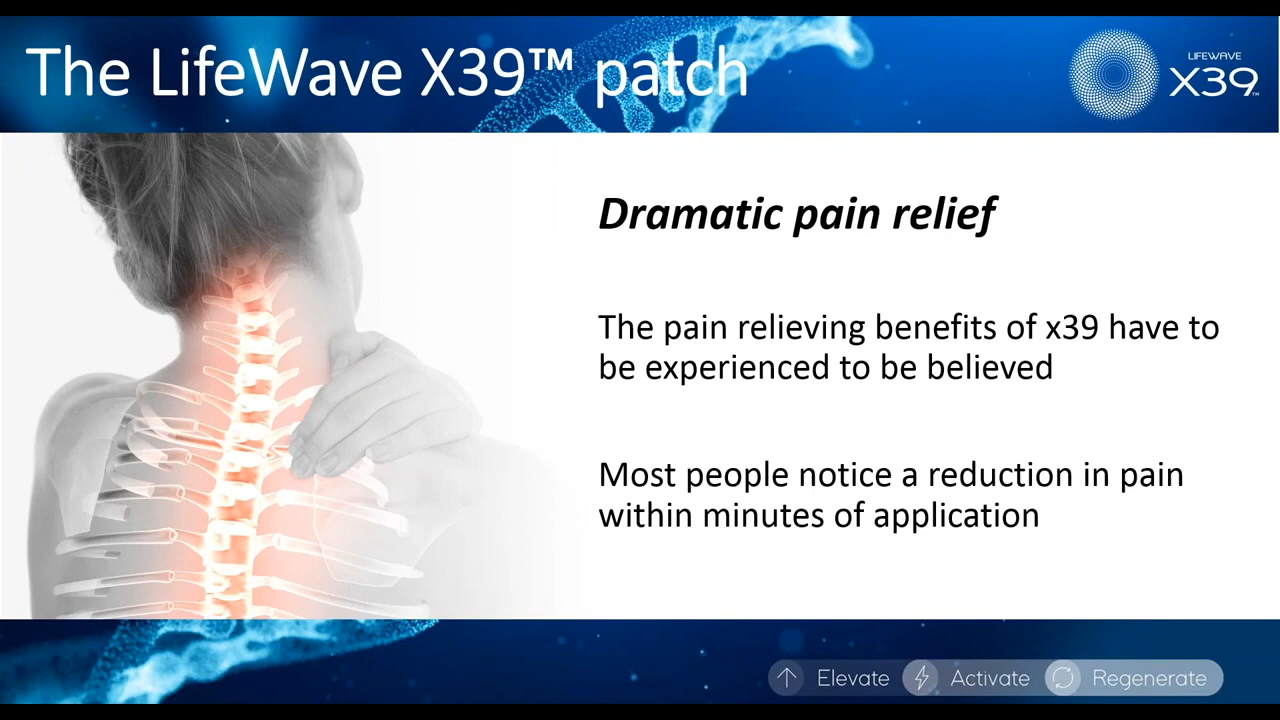 The LifeWave X39™ patch
LIFEWAVE
X39™
Dramatic pain relief
The pain relieving benefits of x39 have to
be experienced to be believed
Most people notice a reduction in pain
within minutes of application
Elevate
Activate
Regenerate